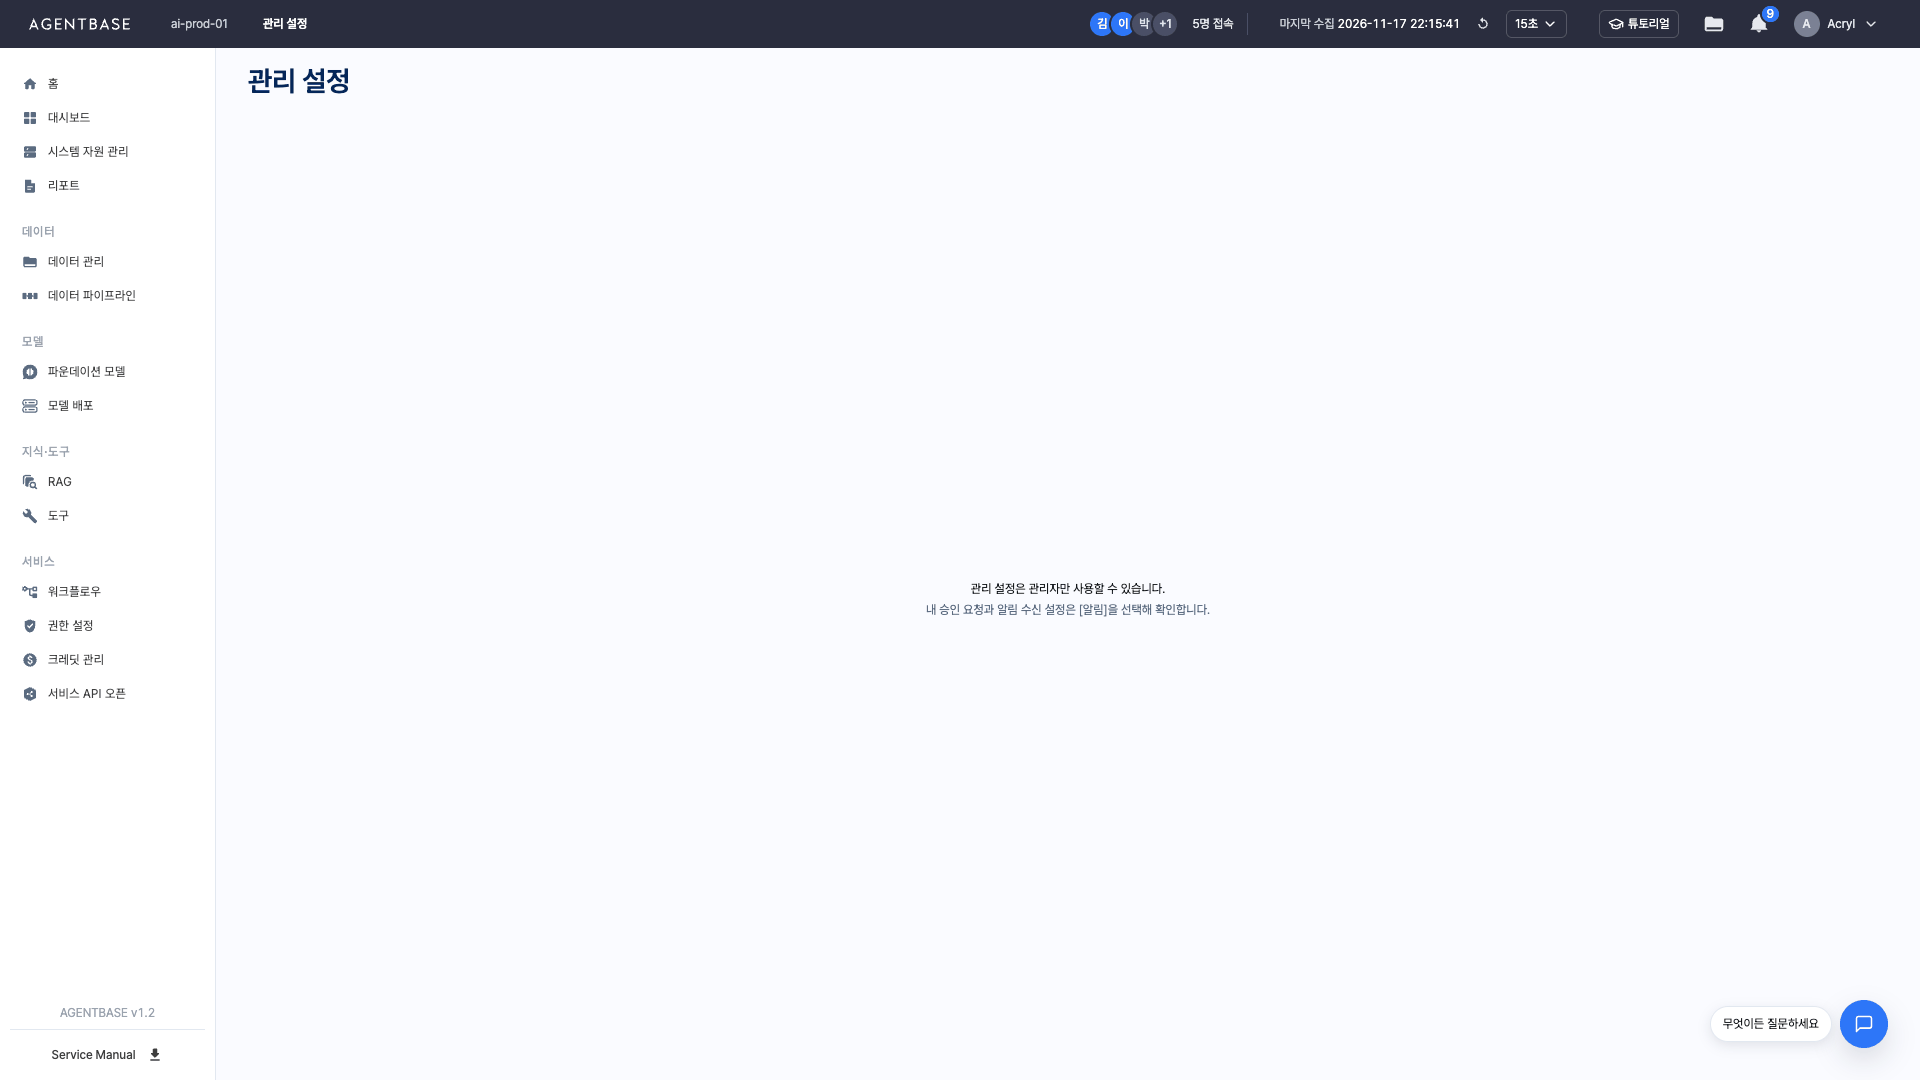 AGENTBASE
ai-prod-01
관리 설정
김
이
박
+1
5명 접속
마지막 수집 2026-11-17 22:15:41
15초
튜토리얼
9
A
Acryl
홈
대시보드
시스템 자원 관리
리포트
데이터
데이터 관리
데이터 파이프라인
모델
파운데이션 모델
모델 배포
지식·도구
RAG
도구
서비스
워크플로우
권한 설정
크레딧 관리
서비스 API 오픈
AGENTBASE v1.2
Service Manual
관리 설정
관리 설정은 관리자만 사용할 수 있습니다.
내 승인 요청과 알림 수신 설정은 [알림]을 선택해 확인합니다.
무엇이든 질문하세요